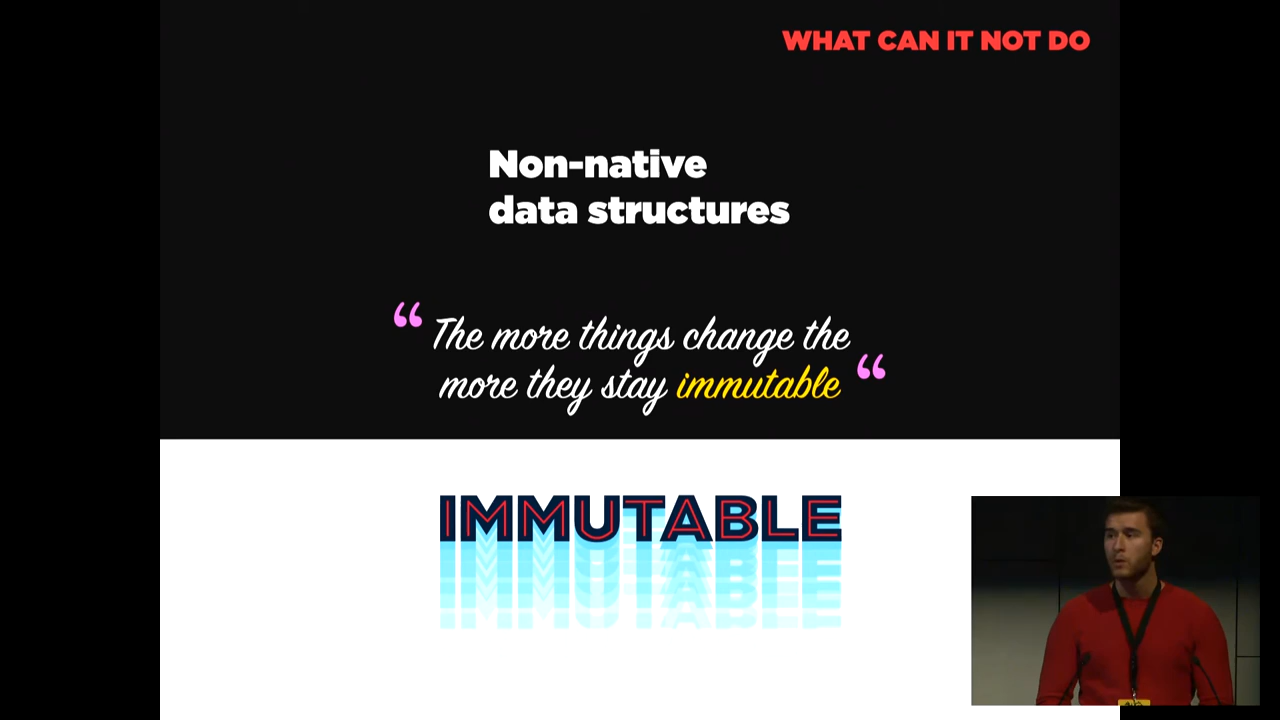 WHAT CAN IT NOT DO
Non-native
data structures
“ The more things change the
more they stay immutable “
IMMUTABLE